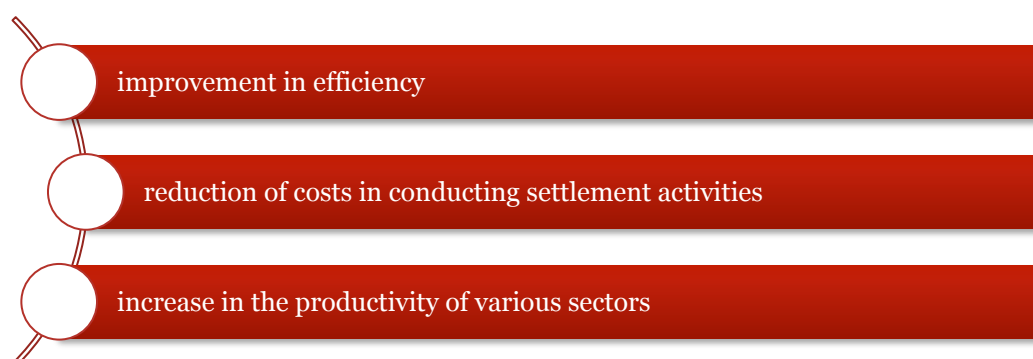 improvement in efficiency
reduction of costs in conducting settlement activities
increase in the productivity of various sectors